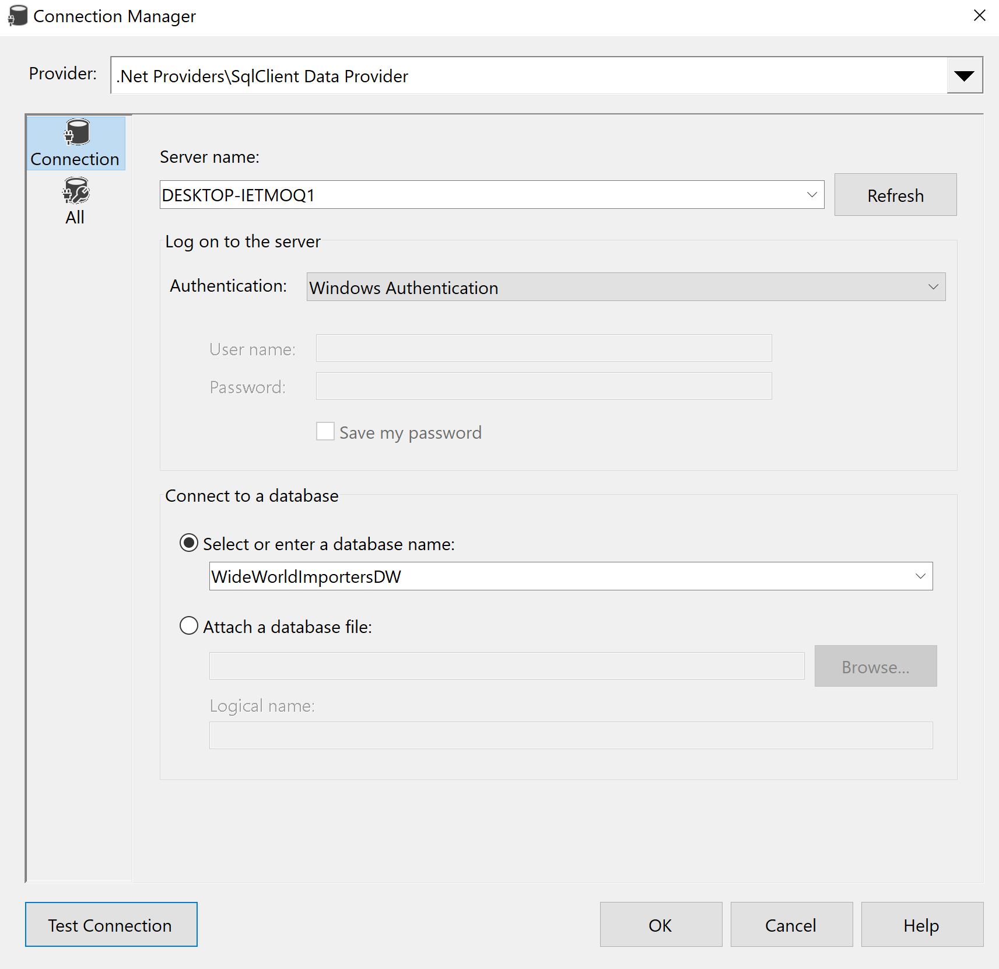 Connection Manager
Provider:
.Net Providers\SqlClient Data Provider
Connection
All
Server name:
DESKTOP-IETMOQ1
Refresh
Log on to the server
Authentication:
Windows Authentication
User name:
Password:
Save my password
Connect to a database
Select or enter a database name:
WideWorldImportersDW
Attach a database file:
Browse...
Logical name:
Test Connection
OK
Cancel
Help